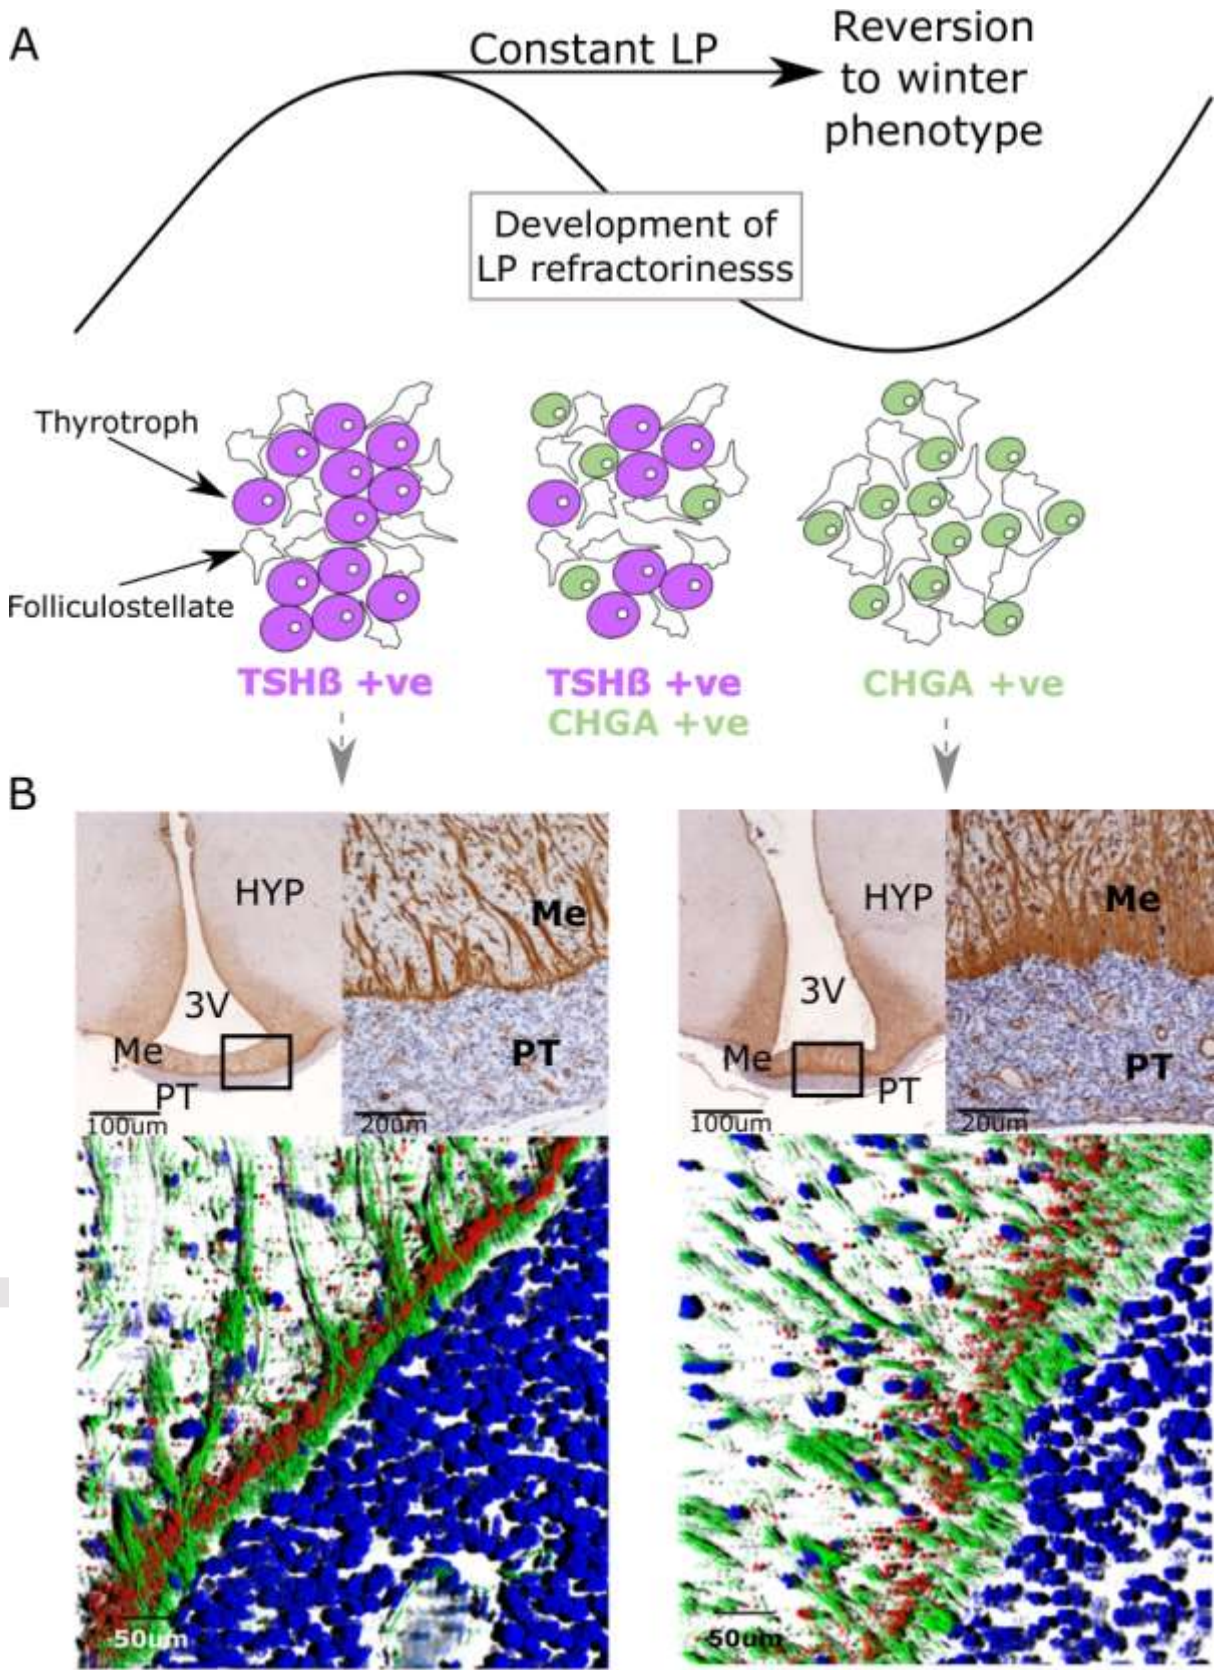 A
Constant LP
Reversion
to winter
phenotype
Development of
LP refractorinesss
Thyrotroph
Folliculostellate
TSHß +ve
TSHß +ve
CHGA +ve
CHGA +ve
B
HYP
3V
Me
PT
100um
Me
PT
20um
HYP
3V
Me
PT
100um
Me
PT
20um
50um
50um